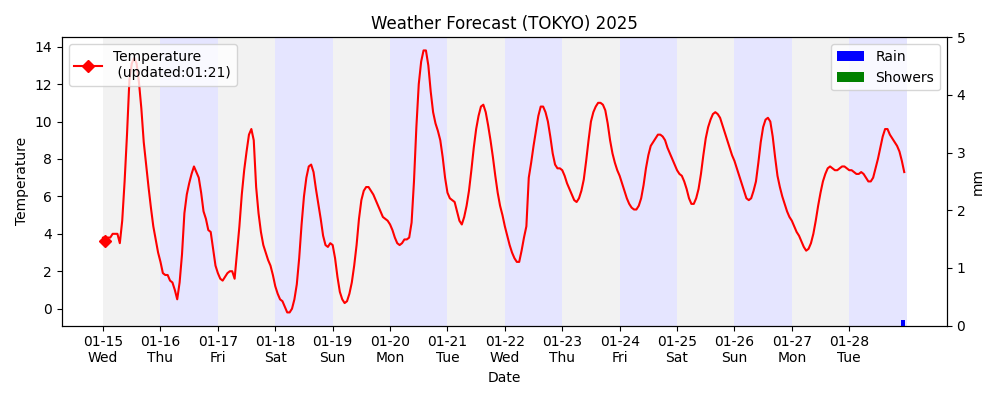 Weather Forecast (TOKYO) 2025
Temperature
(updated:01:21)
Rain
Showers
14
12
10
8
6
4
2
0
Temperature
5
4
3
2
1
0
mm
01-15 01-16 01-17 01-18 01-19 01-20 01-21 01-22 01-23 01-24 01-25 01-26 01-27 01-28
Wed Thu Fri Sat Sun Mon Tue Wed Thu Fri Sat Sun Mon Tue
Date